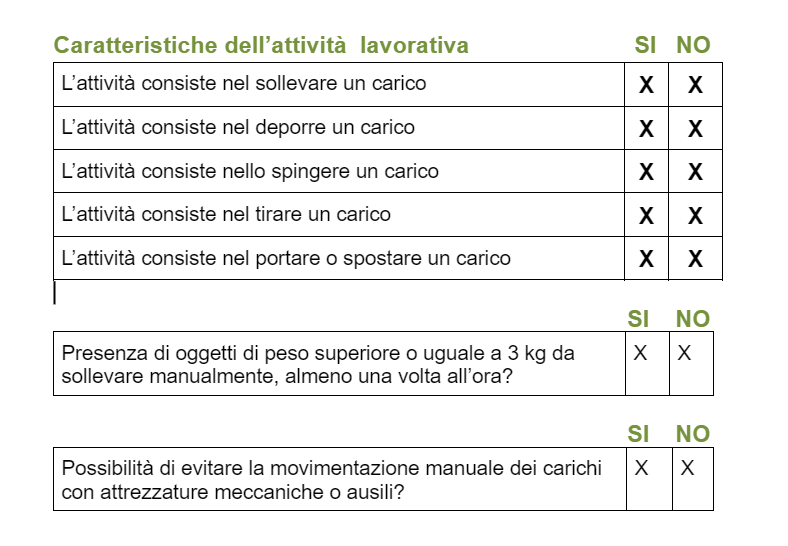 Caratteristiche dell'attività  lavorativa SI NO
L'attività consiste nel sollevare un carico X X
L'attività consiste nel deporre un carico X X
L'attività consiste nello spingere un carico X X
L'attività consiste nel tirare un carico X X
L'attività consiste nel portare o spostare un carico X X
SI NO
Presenza di oggetti di peso superiore o uguale a 3 kg da X X
sollevare manualmente, almeno una volta all'ora?
SI NO
Possibilità di evitare la movimentazione manuale dei carichi X X
con attrezzature meccaniche o ausili?